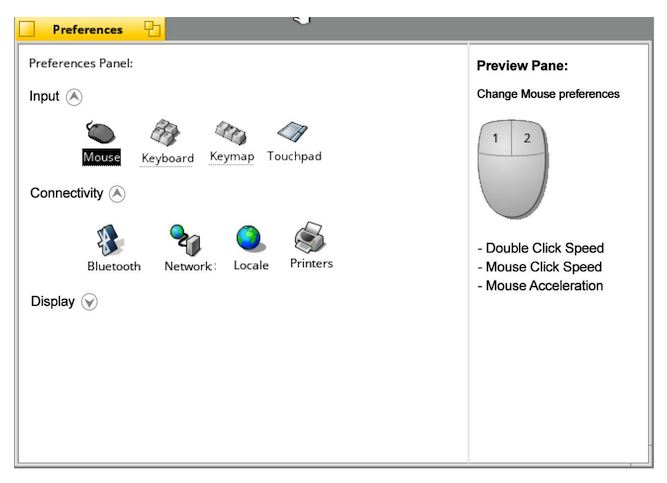 Preferences
Preferences Panel:
Input
Mouse Keyboard Keymap Touchpad
Connectivity
Bluetooth Network: Locale Printers
Display
Preview Pane:
Change Mouse preferences
1 2
- Double Click Speed
- Mouse Click Speed
- Mouse Acceleration